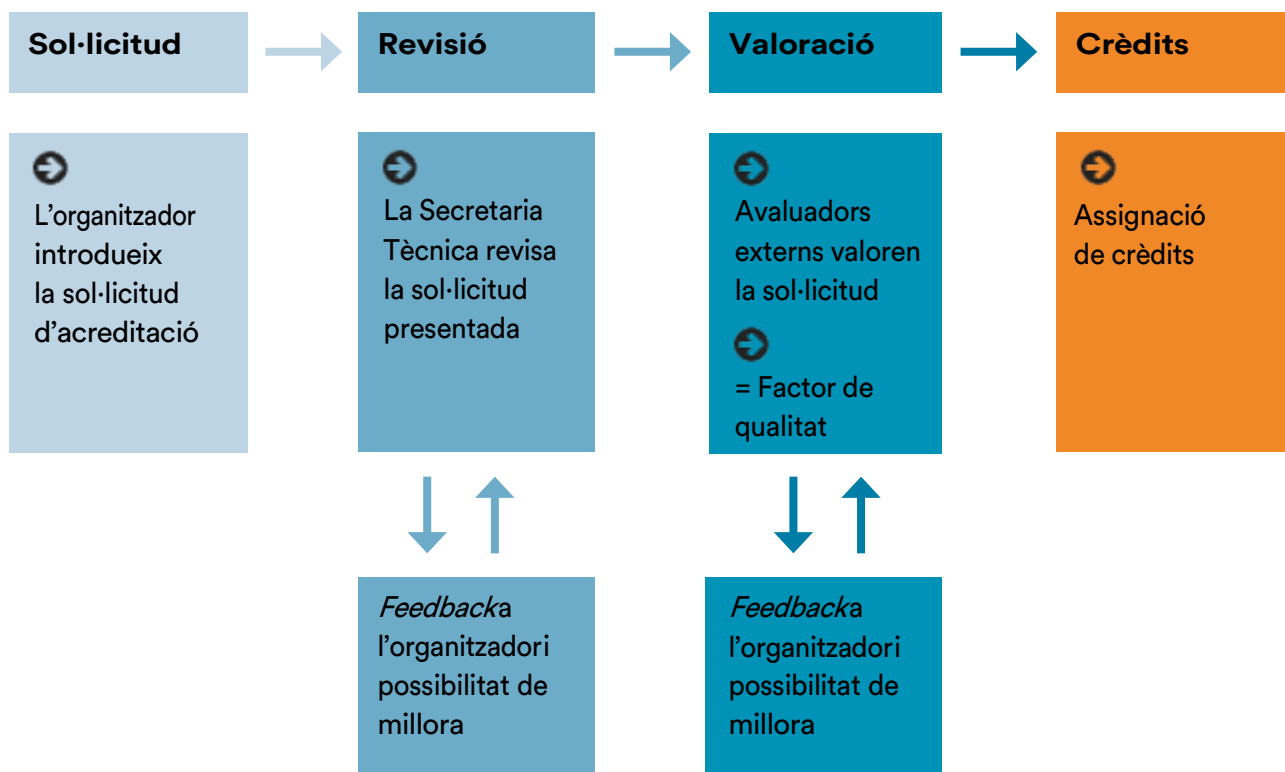 Sol·licitud
Revisió
Valoració
Crèdits
L'organitzador
introdueix
la sol·licitud
d'acreditació
La Secretaria
Tècnica revisa
la sol·licitud
presentada
Avaluadors
externs valoren
la sol·licitud
= Factor de
qualitat
Assignació
de crèdits
Feedbacka
l'organitzadori
possibilitat de
millora
Feedbacka
l'organitzadori
possibilitat de
millora